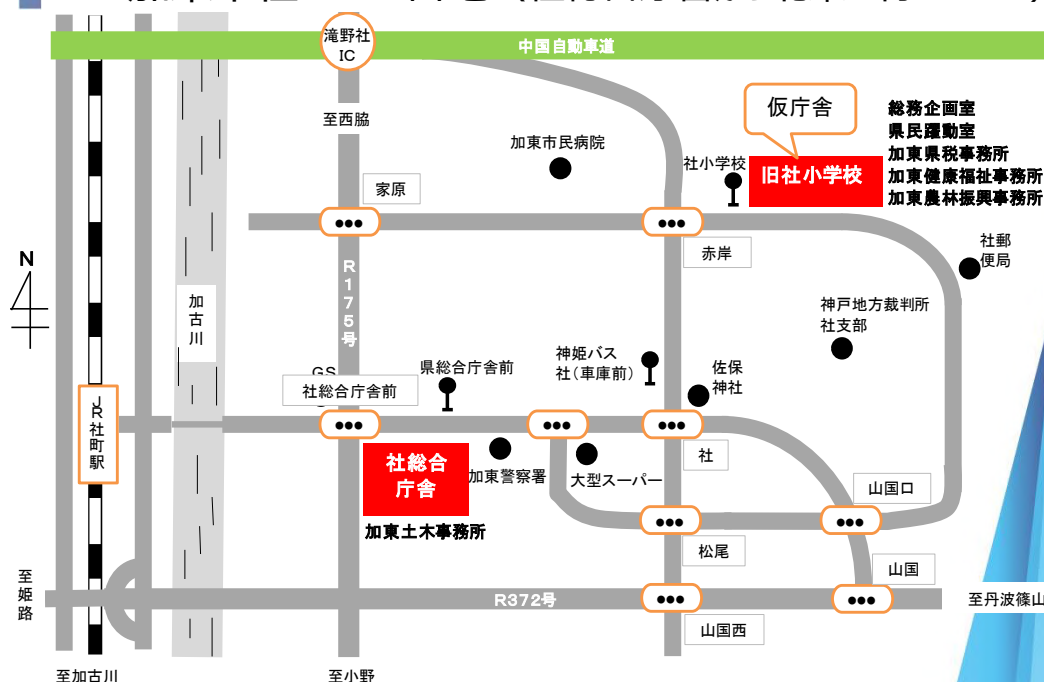 中国自動車道
滝野社
IC
至西脇
仮庁舎
総務企画室
県民躍動室
加東県税事務所
加東健康福祉事務所
加東農林振興事務所
加東市民病院
社小学校
旧社小学校
家原
赤岸
社郵
便局
N
R175号
加古川
神戸地方裁判所
社支部
GS
社総合庁舎前
県総合庁舎前
神姫バス
社(車庫前)
佐保
神社
JR社町駅
社総合
庁舎
加東警察署
大型スーパー
社
山国口
加東土木事務所
松尾
山国
至姫路
R372号
至丹波篠山
山国西
至加古川
至小野